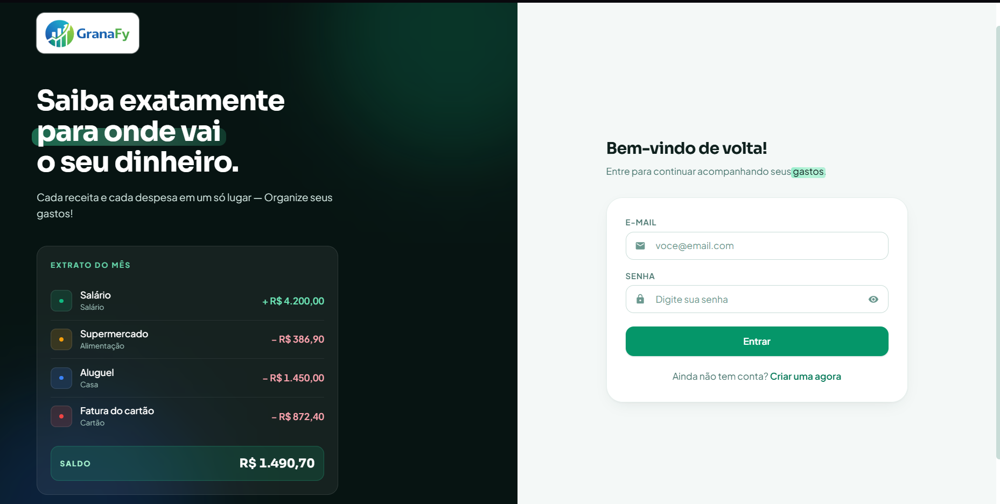 GranaFy
Saiba exatamente
para onde vai
o seu dinheiro.
Cada receita e cada despesa em um só lugar — Organize seus
gastos!
EXTRATO DO MÊS
Salário
Salário
+ R$ 4.200,00
Supermercado
Alimentação
– R$ 386,90
Aluguel
Casa
– R$ 1.450,00
Fatura do cartão
Cartão
– R$ 872,40
SALDO
R$ 1.490,70
Bem-vindo de volta!
Entre para continuar acompanhando seus gastos.
E-MAIL
voce@email.com
SENHA
Digite sua senha
Entrar
Ainda não tem conta? Criar uma agora